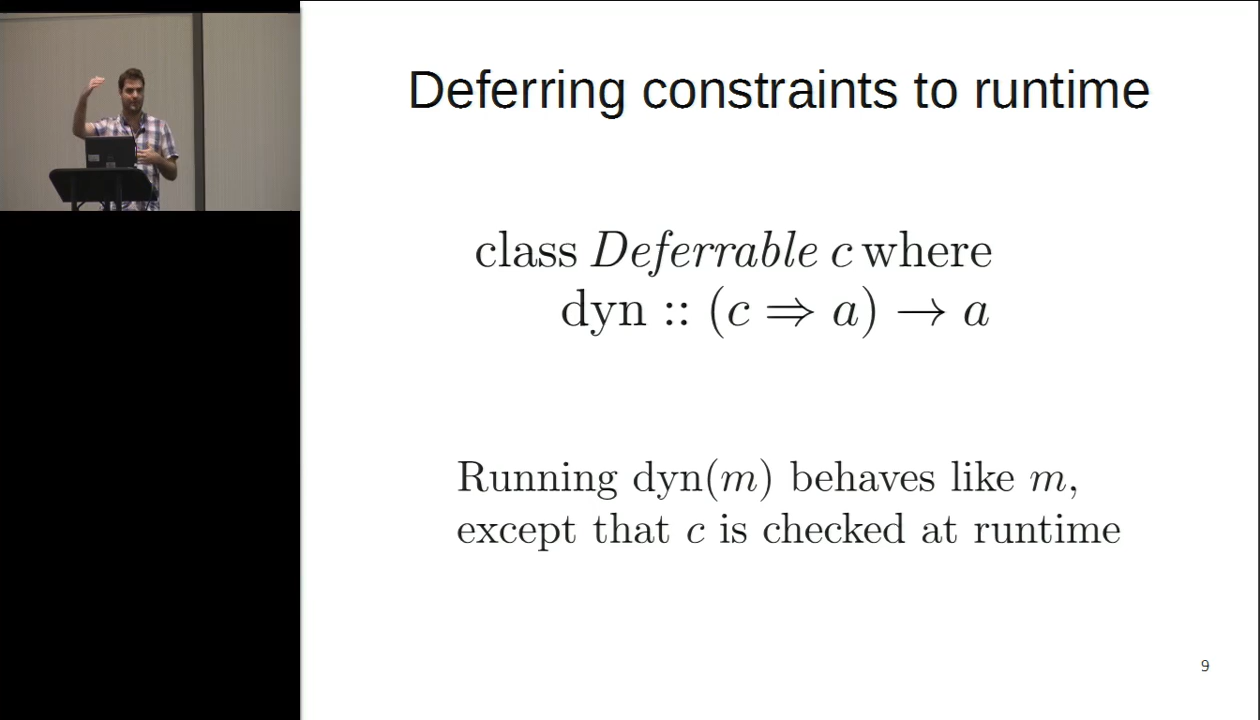 Deferring constraints to runtime
class Deferrable c where
dyn :: (c ⇒ a) → a
Running dyn(m) behaves like m,
except that c is checked at runtime
9